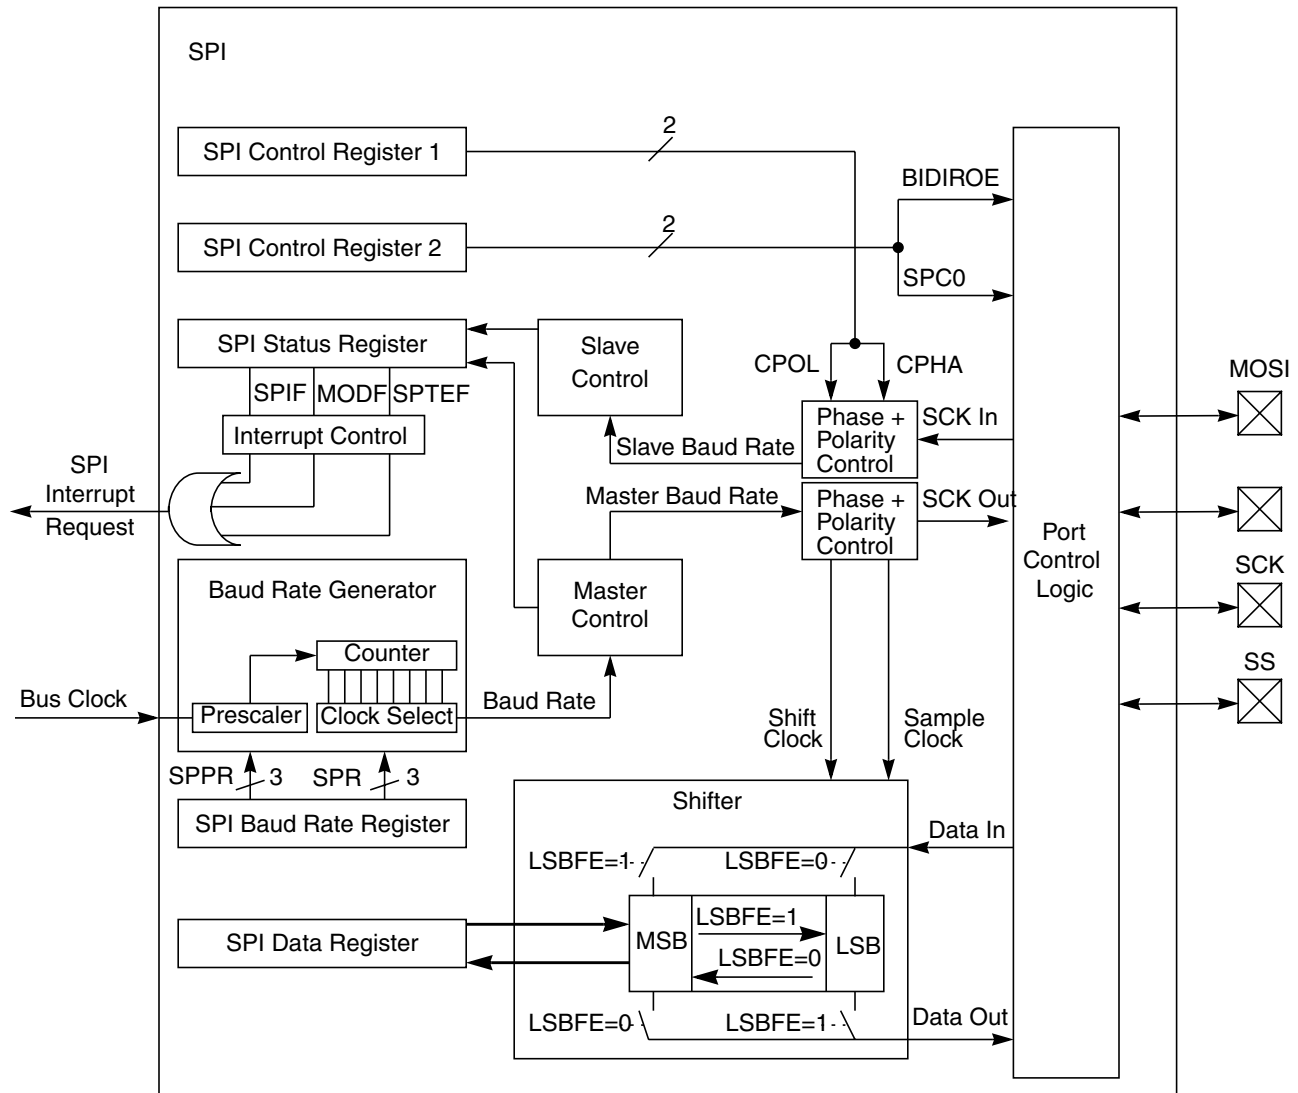 SPI
SPI Control Register 1
2
BIDIROE
SPI Control Register 2
2
SPC0
SPI Status Register
Slave
Control
CPOL
CPHA
MOSI
SPIF
MODF
SPTEF
Interrupt Control
Slave Baud Rate
Phase +
Polarity
Control
SCK In
SPI
Interrupt
Request
Master Baud Rate
Phase +
Polarity
Control
SCK Out
Port
Control
Logic
SCK
Baud Rate Generator
Master
Control
Counter
SS
Bus Clock
Prescaler
Clock Select
Baud Rate
Shift
Clock
Sample
Clock
SPPR
3
SPR
3
SPI Baud Rate Register
Shifter
Data In
LSBFE=1
LSBFE=0
SPI Data Register
MSB
LSBFE=1
LSBFE=0
LSB
LSBFE=0
LSBFE=1
Data Out